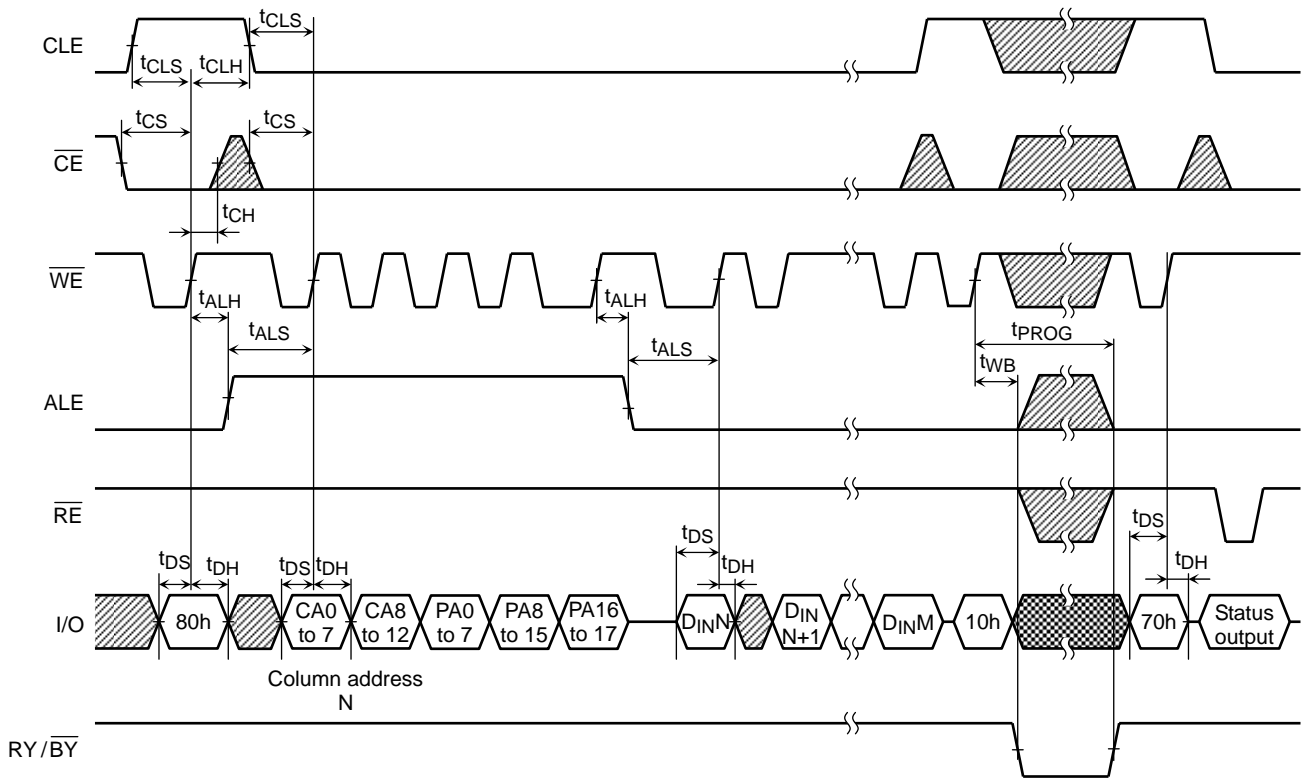 CLE
tCLS
tCLS
tCLH
CE
tCS
tCS
tCH
WE
tALH
tALS
tALH
tALS
tPROG
tWB
ALE
RE
tDS
tDH
tDS
tDH
tDS
tDH
tDS
tDH
I/O
80h
CA0
to 7
CA8
to 12
PA0
to 7
PA8
to 15
PA16
to 17
DINN
DIN
N+1
DINM
10h
70h
Status
output
Column address
N
RY/BY